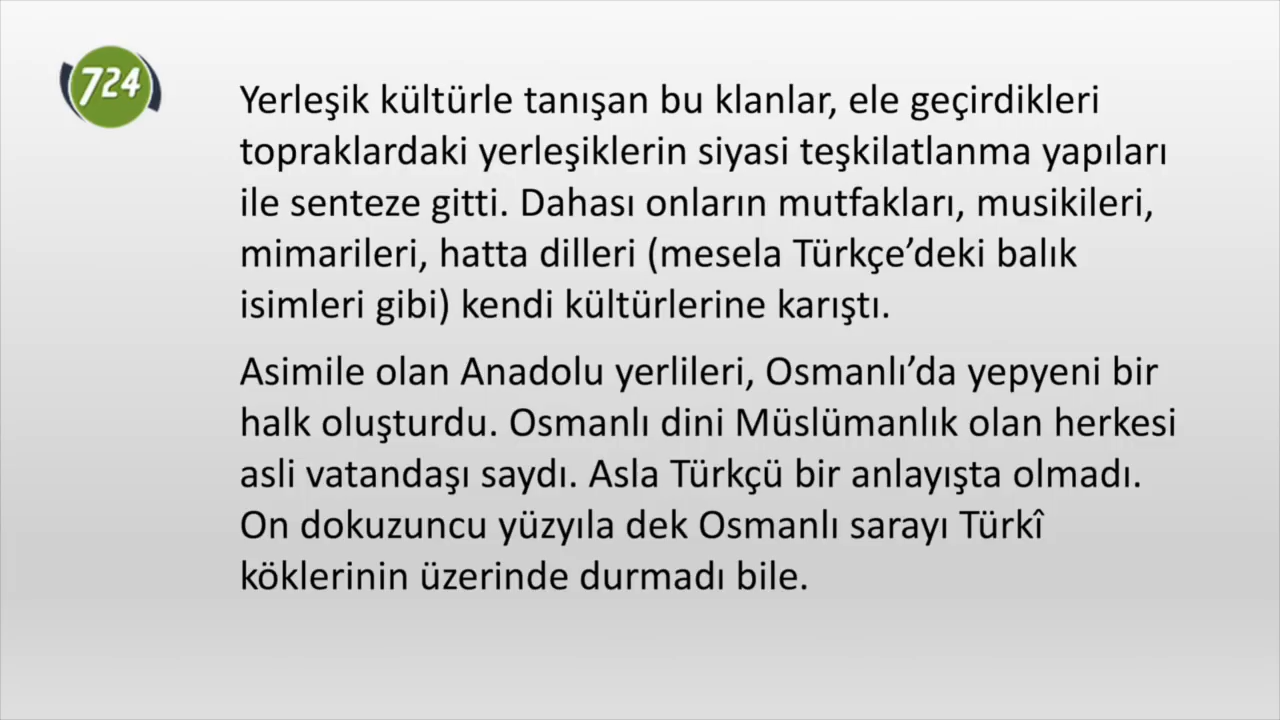 724
Yerleşik kültürle tanışan bu klanlar, ele geçirdikleri
topraklardaki yerleşiklerin siyasi teşkilatlanma yapıları
ile senteze gitti. Dahası onların mutfakları, musikileri,
mimarileri, hatta dilleri (mesela Türkçe’deki balık
isimleri gibi) kendi kültürlerine karıştı.
Asimile olan Anadolu yerlileri, Osmanlı’da yepyeni bir
halk oluşturdu. Osmanlı dini Müslümanlık olan herkesi
asli vatandaşı saydı. Asla Türkçü bir anlayışta olmadı.
On dokuzuncu yüzyıla dek Osmanlı sarayı Türkî
köklerinin üzerinde durmadı bile.